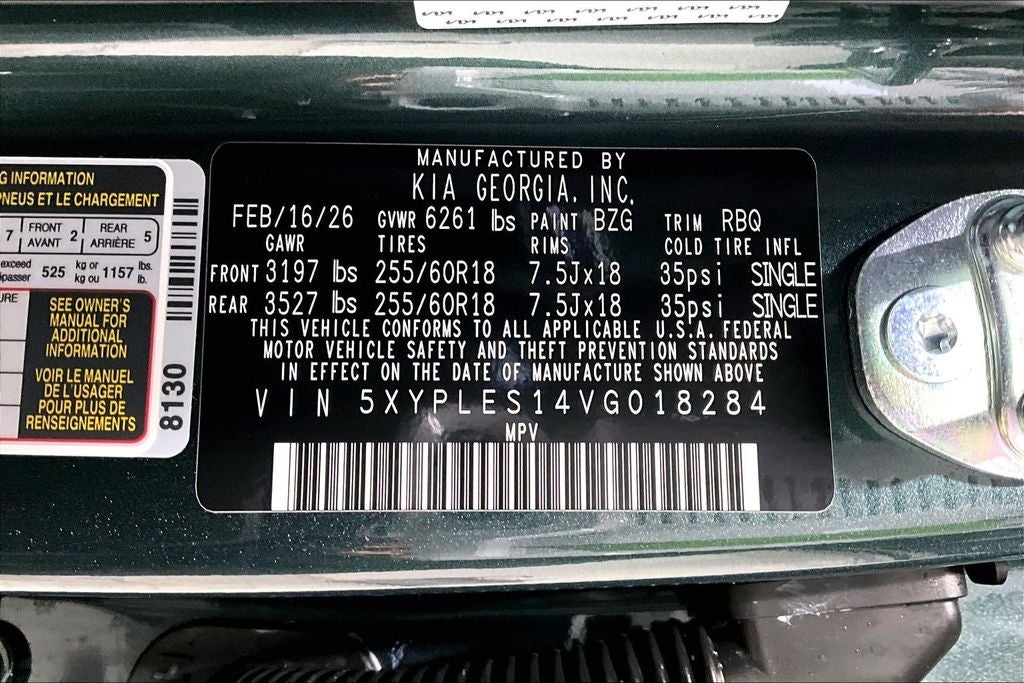 G INFORMATION
PNEUS ET LE CHARGEMENT
7 FRONT AVANT 2 REAR ARRIÈRE 5
exceed
525 kg or kg ou 1157 lbs. lb.
SEE OWNER'S
MANUAL FOR
ADDITIONAL
INFORMATION
VOIR LE MANUEL
DE L'USAGER
POUR PLUS DE
RENSEIGNEMENTS
8130
MANUFACTURED BY
KIA GEORGIA, INC.
FEB/16/26 GVWR 6261 lbs PAINT BZG TRIM RBQ
GAWR TIRES RIMS COLD TIRE INFL
FRONT 3197 lbs 255/60R18 7.5Jx18 35psi SINGLE
REAR 3527 lbs 255/60R18 7.5Jx18 35psi SINGLE
THIS VEHICLE CONFORMS TO ALL APPLICABLE U.S.A. FEDERAL
MOTOR VEHICLE SAFETY AND THEFT PREVENTION STANDARDS
IN EFFECT ON THE DATE OF MANUFACTURE SHOWN ABOVE
VIN 5XYPLES14VG018284
MPV